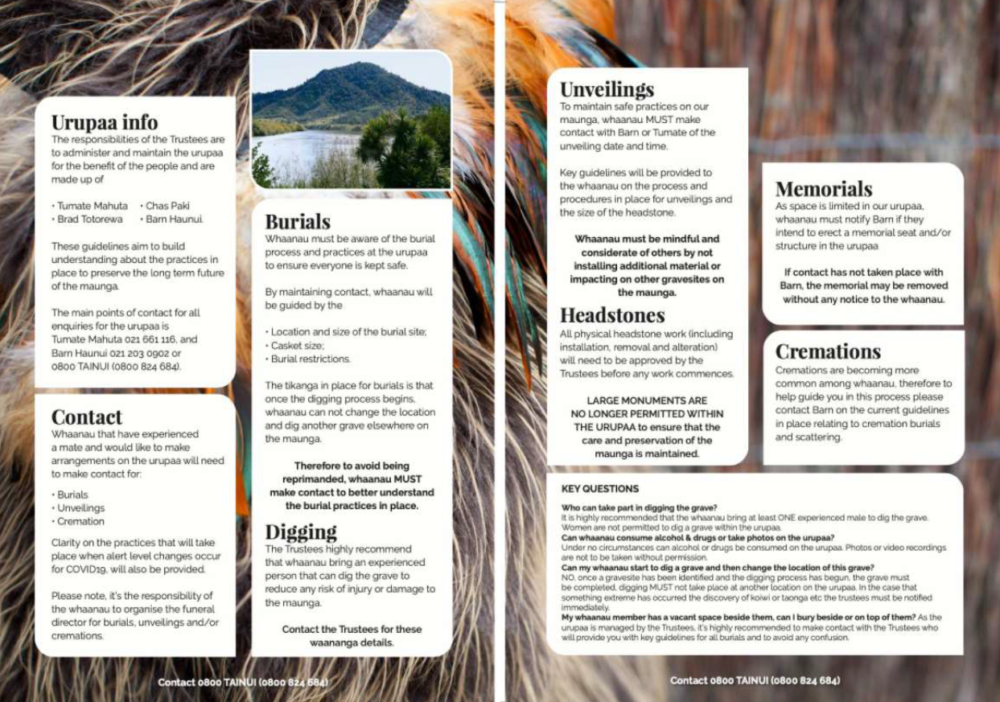 Urupaa info
The responsibilities of the Trustees are
to administer and maintain the urupaa
for the benefit of the people and are
made up of
• Tumate Mahuta • Chas Paki
• Brad Totorewa • Barn Haunui.
These guidelines aim to build
understanding about the practices in
place to preserve the long term future
of the maunga.
The main points of contact for all
enquiries for the urupaa is
Tumate Mahuta 021 661 116, and
Barn Haunui 021 203 0902 or
0800 TAINUI (0800 824 684).
Contact
Whaanau that have experienced
a mate and would like to make
arrangements on the urupaa will need
to make contact for:
• Burials
• Unveilings
• Cremation
Clarity on the practices that will take
place when alert level changes occur
for COVID19, will also be provided.
Please note, it's the responsibility of
the whaanau to organise the funeral
director for burials, unveilings and/or
cremations.
Burials
Whaanau must be aware of the burial
process and practices at the urupaa
to ensure everyone is kept safe.
By maintaining contact, whaanau will
be guided by the
• Location and size of the burial site;
• Casket size;
• Burial restrictions.
The tikanga in place for burials is that
once the digging process begins,
whaanau can not change the location
and dig another grave elsewhere on
the maunga.
Therefore to avoid being
reprimanded, whaanau MUST
make contact to better understand
the burial practices in place.
Digging
The Trustees highly recommend
that whaanau bring an experienced
person that can dig the grave to
reduce any risk of injury or damage to
the maunga.
Contact the Trustees for these
waananga details.
Contact 0800 TAINUI (0800 824 684)
Unveilings
To maintain safe practices on our
maunga, whaanau MUST make
contact with Barn or Tumate of the
unveiling date and time.
Key guidelines will be provided to
the whaanau on the process and
procedures in place for unveilings and
the size of the headstone.
Whaanau must be mindful and
considerate of others by not
installing additional material or
impacting on other gravesites on
the maunga.
Headstones
All physical headstone work (including
installation, removal and alteration)
will need to be approved by the
Trustees before any work commences.
LARGE MONUMENTS ARE
NO LONGER PERMITTED WITHIN
THE URUPAA to ensure that the
care and preservation of the
maunga is maintained.
Memorials
As space is limited in our urupaa,
whaanau must notify Barn if they
intend to erect a memorial seat and/or
structure in the urupaa
If contact has not taken place with
Barn, the memorial may be removed
without any notice to the whaanau.
Cremations
Cremations are becoming more
common among whaanau, therefore to
help guide you in this process please
contact Barn on the current guidelines
in place relating to cremation burials
and scattering.
KEY QUESTIONS
Who can take part in digging the grave?
It is highly recommended that the whaanau bring at least ONE experienced male to dig the grave.
Women are not permitted to dig a grave within the urupaa.
Can whaanau consume alcohol & drugs or take photos on the urupaa?
Under no circumstances can alcohol or drugs be consumed on the urupaa. Photos or video recordings
are not to be taken without permission.
Can my whaanau start to dig a grave and then change the location of this grave?
NO, once a gravesite has been identified and the digging process has begun, the grave must
be completed, digging MUST not take place at another location on the urupaa. In the case that
something extreme has occurred the discovery of koiwi or taonga etc the trustees must be notified
immediately.
My whaanau member has a vacant space beside them, can I bury beside or on top of them? As the
urupaa is managed by the Trustees, it's highly recommended to make contact with the Trustees who
will provide you with key guidelines for all burials and to avoid any confusion.
Contact 0800 TAINUI (0800 824 684)